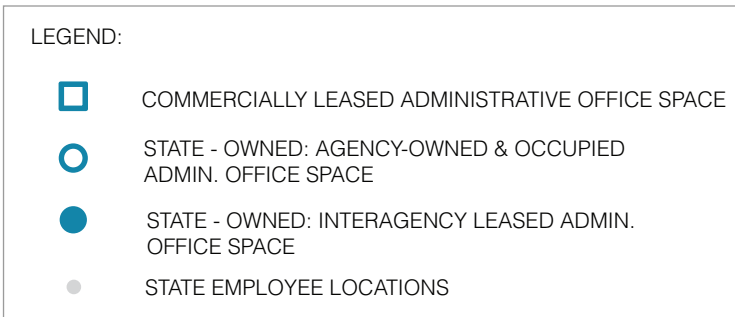 LEGEND:
COMMERCIALLY LEASED ADMINISTRATIVE OFFICE SPACE
STATE - OWNED: AGENCY-OWNED & OCCUPIED
ADMIN. OFFICE SPACE
STATE - OWNED: INTERAGENCY LEASED ADMIN.
OFFICE SPACE
STATE EMPLOYEE LOCATIONS